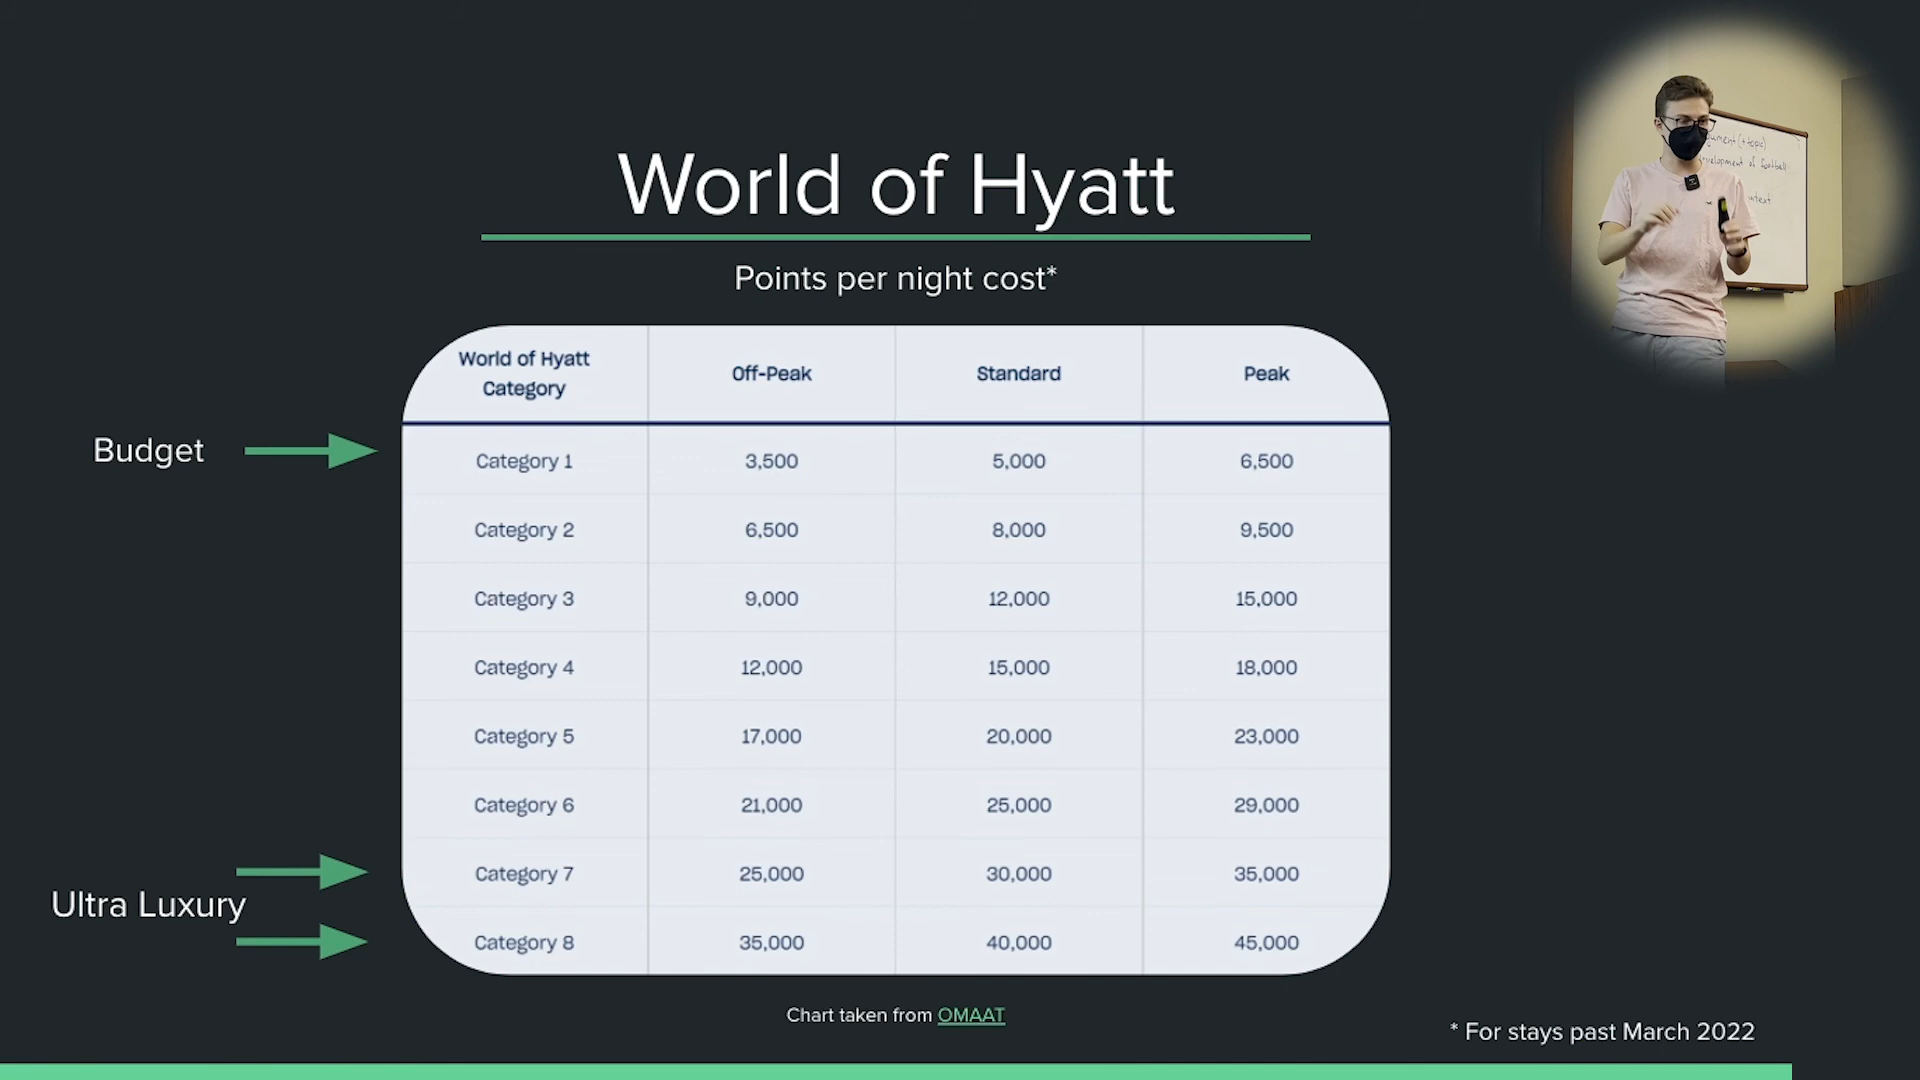 World of Hyatt
Points per night cost*
World of Hyatt Category Off-Peak Standard Peak
Budget
Category 1 3,500 5,000 6,500
Category 2 6,500 8,000 9,500
Category 3 9,000 12,000 15,000
Category 4 12,000 15,000 18,000
Category 5 17,000 20,000 23,000
Category 6 21,000 25,000 29,000
Category 7 25,000 30,000 35,000
Ultra Luxury
Category 8 35,000 40,000 45,000
Chart taken from OMAAT
* For stays past March 2022
(+topic)
of football